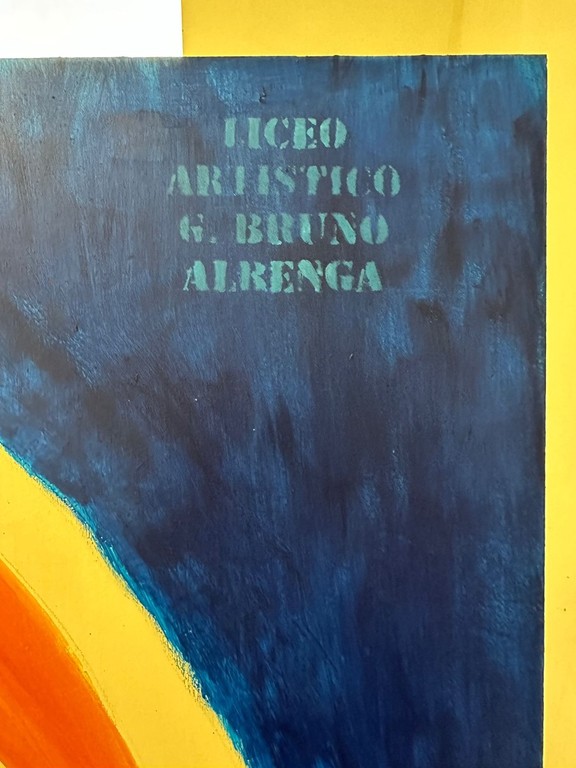 LICEO
ARTISTICO
G. BRUNO
ALBENGA